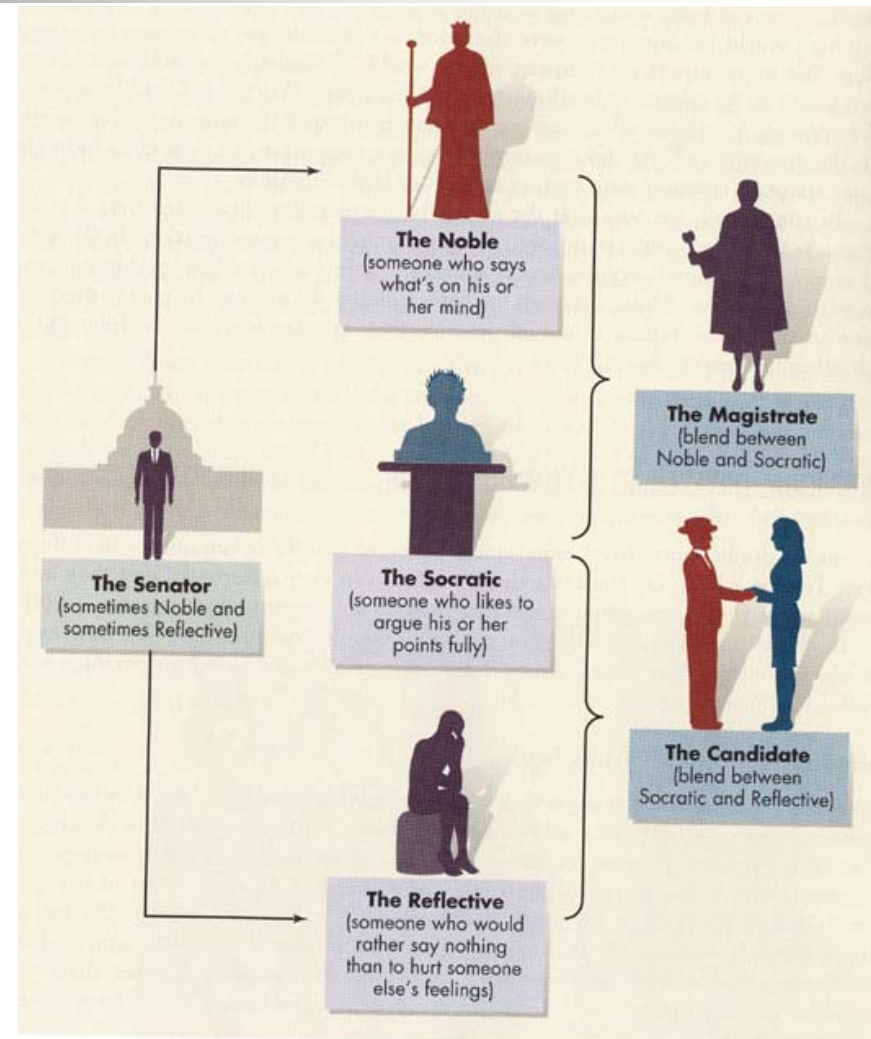 The Noble
(someone who says
what's on his or
her mind)
The Magistrate
(blend between
Noble and Socratic)
The Senator
(sometimes Noble and
sometimes Reflective)
The Socratic
(someone who likes to
argue his or her
points fully)
The Candidate
(blend between
Socratic and Reflective)
The Reflective
(someone who would
rather say nothing
than to hurt someone
else's feelings)